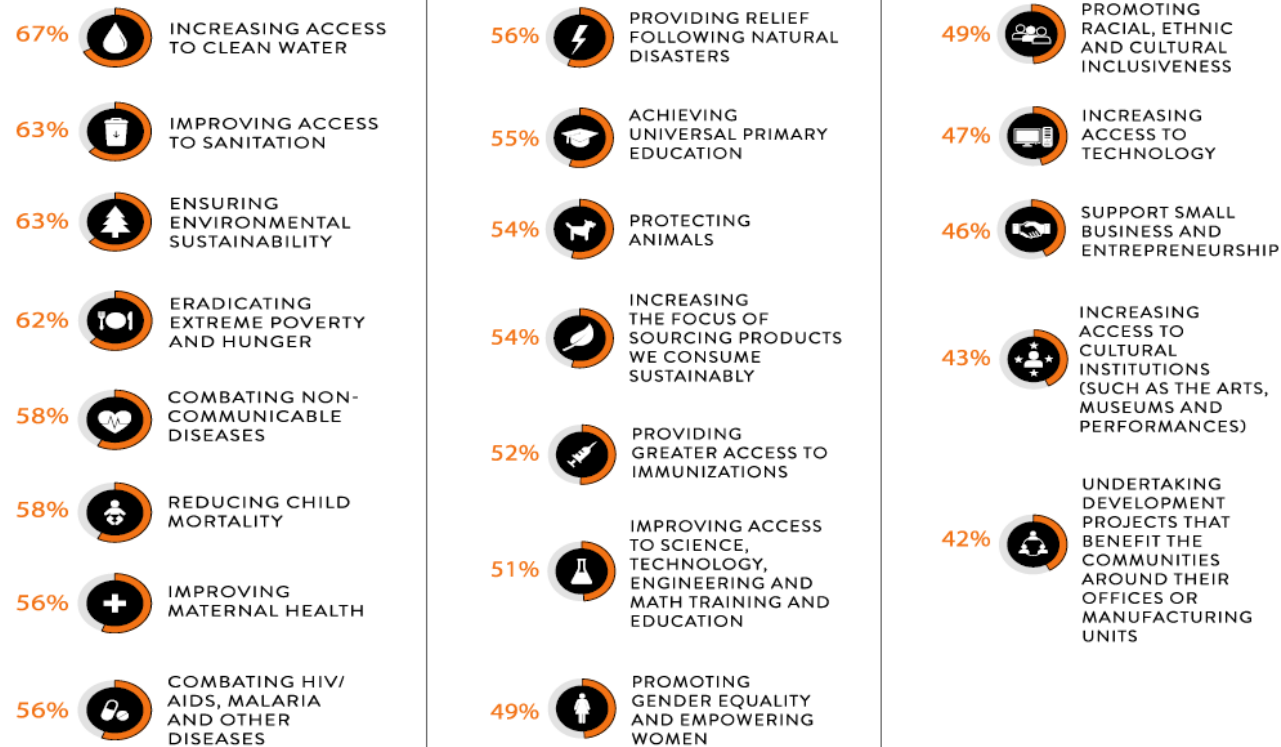 67%
INCREASING ACCESS
TO CLEAN WATER
63%
IMPROVING ACCESS
TO SANITATION
63%
ENSURING
ENVIRONMENTAL
SUSTAINABILITY
62%
ERADICATING
EXTREME POVERTY
AND HUNGER
58%
COMBATING NON-
COMMUNICABLE
DISEASES
58%
REDUCING CHILD
MORTALITY
56%
IMPROVING
MATERNAL HEALTH
56%
COMBATING HIV/
AIDS, MALARIA
AND OTHER
DISEASES
56%
PROVIDING RELIEF
FOLLOWING NATURAL
DISASTERS
55%
ACHIEVING
UNIVERSAL PRIMARY
EDUCATION
54%
PROTECTING
ANIMALS
54%
INCREASING
THE FOCUS OF
SOURCING PRODUCTS
WE CONSUME
SUSTAINABLY
52%
PROVIDING
GREATER ACCESS TO
IMMUNIZATIONS
51%
IMPROVING ACCESS
TO SCIENCE,
TECHNOLOGY,
ENGINEERING AND
MATH TRAINING AND
EDUCATION
49%
PROMOTING
GENDER EQUALITY
AND EMPOWERING
WOMEN
49%
PROMOTING
RACIAL, ETHNIC
AND CULTURAL
INCLUSIVENESS
47%
INCREASING
ACCESS TO
TECHNOLOGY
46%
SUPPORT SMALL
BUSINESS AND
ENTREPRENEURSHIP
43%
INCREASING
ACCESS TO
CULTURAL
INSTITUTIONS
(SUCH AS THE ARTS,
MUSEUMS AND
PERFORMANCES)
42%
UNDERTAKING
DEVELOPMENT
PROJECTS THAT
BENEFIT THE
COMMUNITIES
AROUND THEIR
OFFICES OR
MANUFACTURING
UNITS